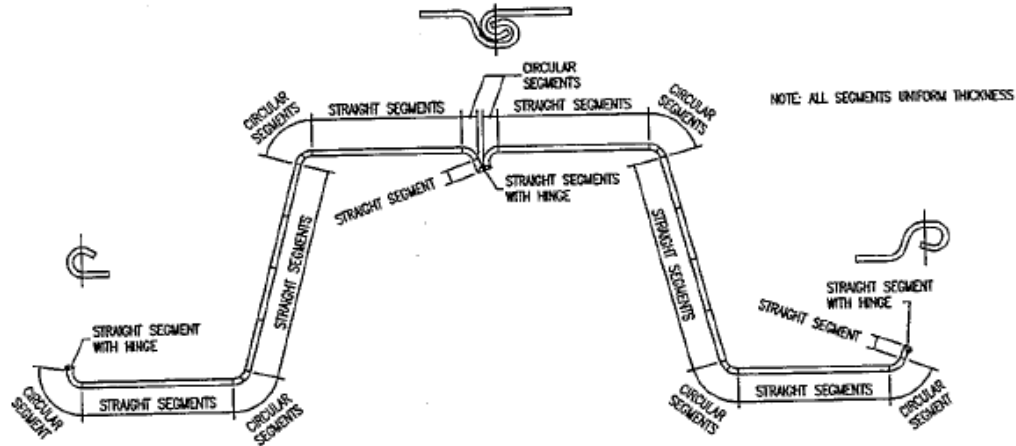 CIRCULAR
SEGMENTS
STRAIGHT SEGMENTS
STRAIGHT SEGMENTS
CIRCULAR
SEGMENTS
CIRCULAR
SEGMENTS
NOTE: ALL SEGMENTS UNIFORM THICKNESS
STRAIGHT SEGMENT
STRAIGHT SEGMENTS
WITH HINGE
STRAIGHT SEGMENTS
STRAIGHT SEGMENTS
STRAIGHT SEGMENT
WITH HINGE
STRAIGHT SEGMENT
STRAIGHT SEGMENT
WITH HINGE
CIRCULAR
SEGMENT
STRAIGHT SEGMENTS
CIRCULAR
SEGMENTS
CIRCULAR
SEGMENTS
STRAIGHT SEGMENTS
CIRCULAR
SEGMENT